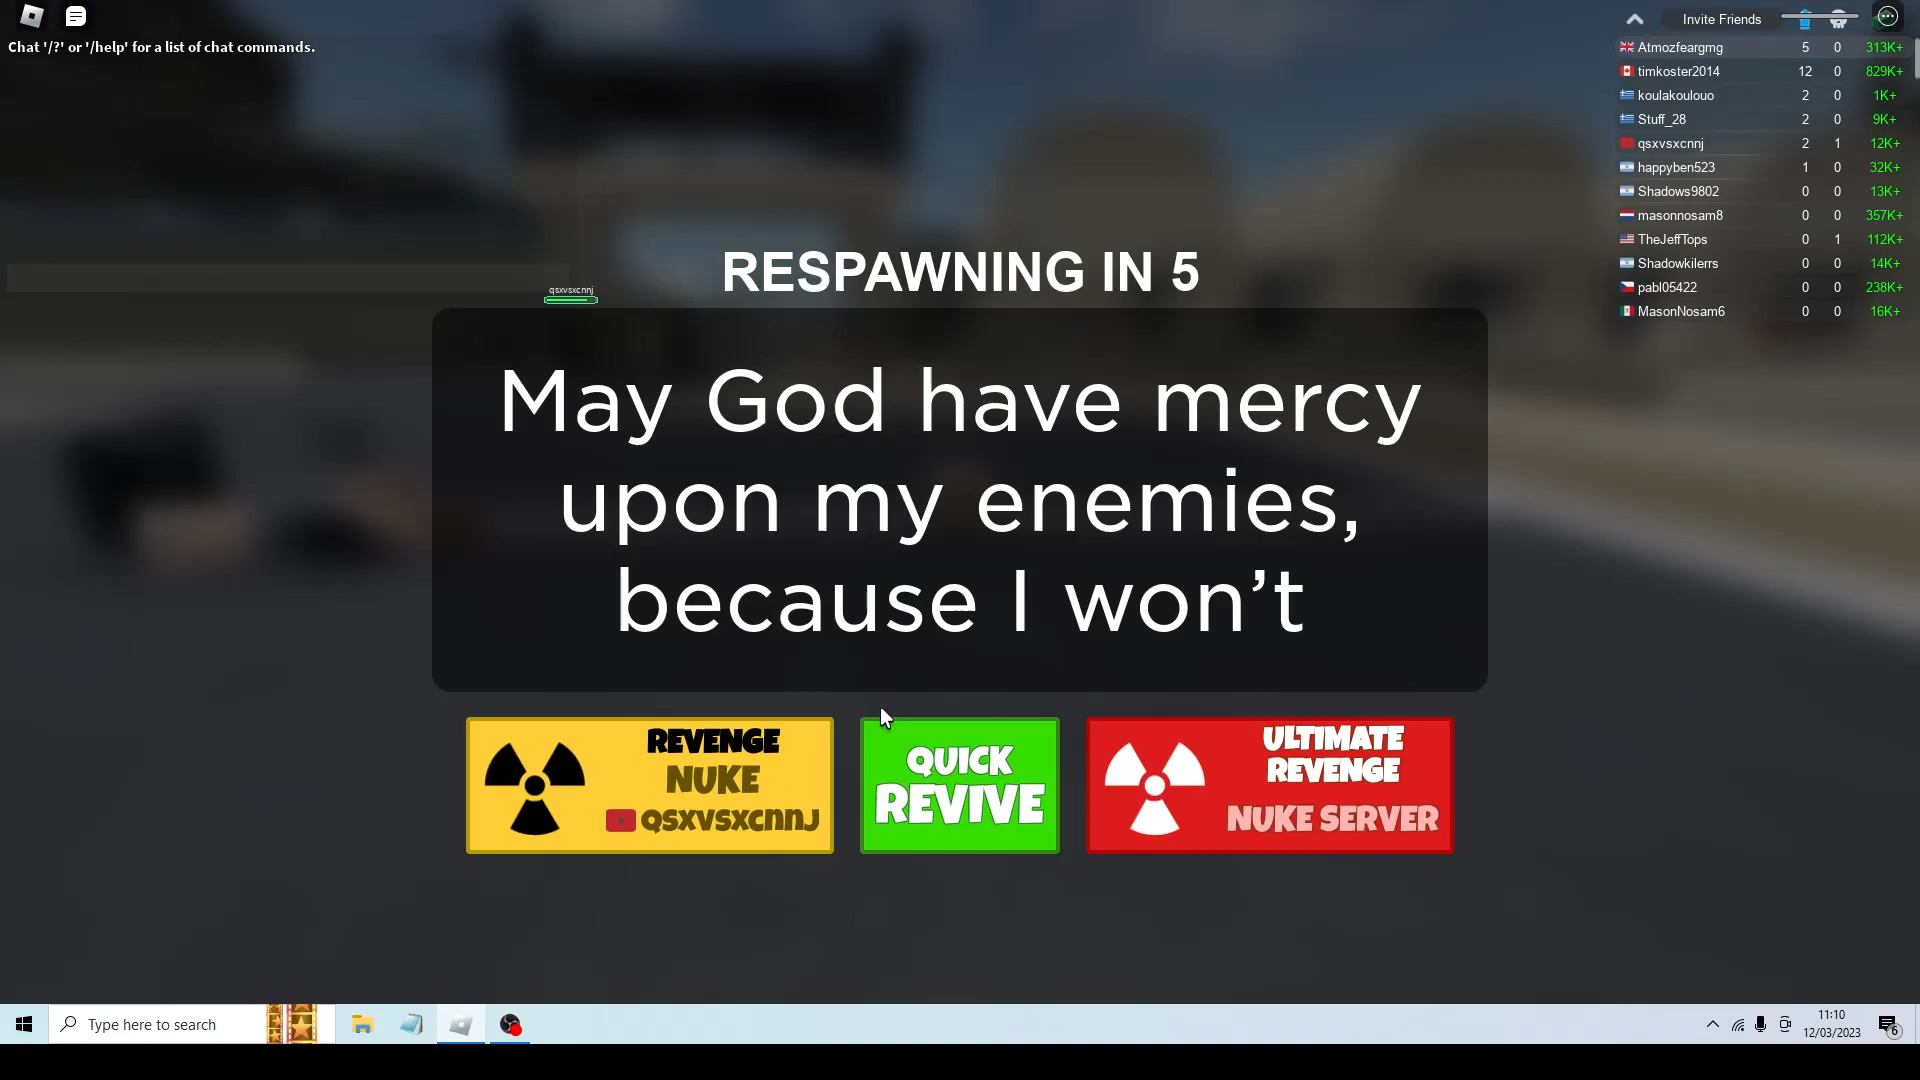 Chat '/?' or '/help' for a list of chat commands.
Invite Friends
Atmozfeargmg 5 0 313K+
timkoster2014 12 0 829K+
koulakoulouo 2 0 1K+
Stuff_28 2 0 9K+
qsxvsxcnnj 2 1 12K+
happyben523 1 0 32K+
Shadows9802 0 0 13K+
masonnosam8 0 0 357K+
TheJeffTops 0 1 112K+
Shadowkilerrs 0 0 14K+
pabl05422 0 0 238K+
MasonNosam6 0 0 16K+
RESPAWNING IN 5
qsxvsxcnnj
May God have mercy
upon my enemies,
because I won’t
REVENGE
NUKE
qsxvsxcnnj
QUICK
REVIVE
ULTIMATE
REVENGE
NUKE SERVER
Type here to search
11:10
12/03/2023
6